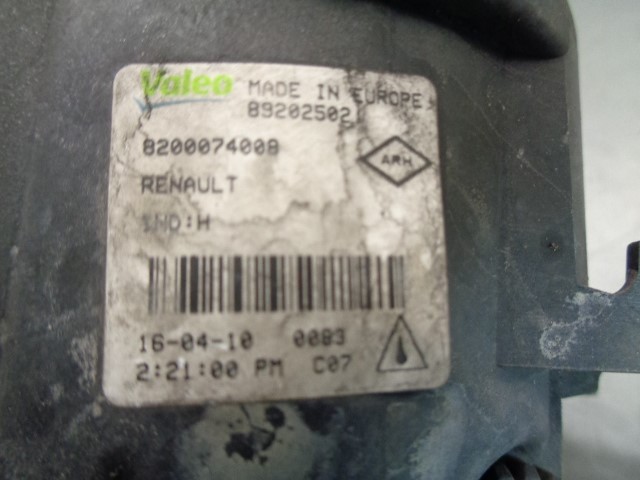 Valeo MADE IN EUROPE
89202502
8200074008
ARH
RENAULT
IND:H
16-04-10 0083
2:21:00 PM C07